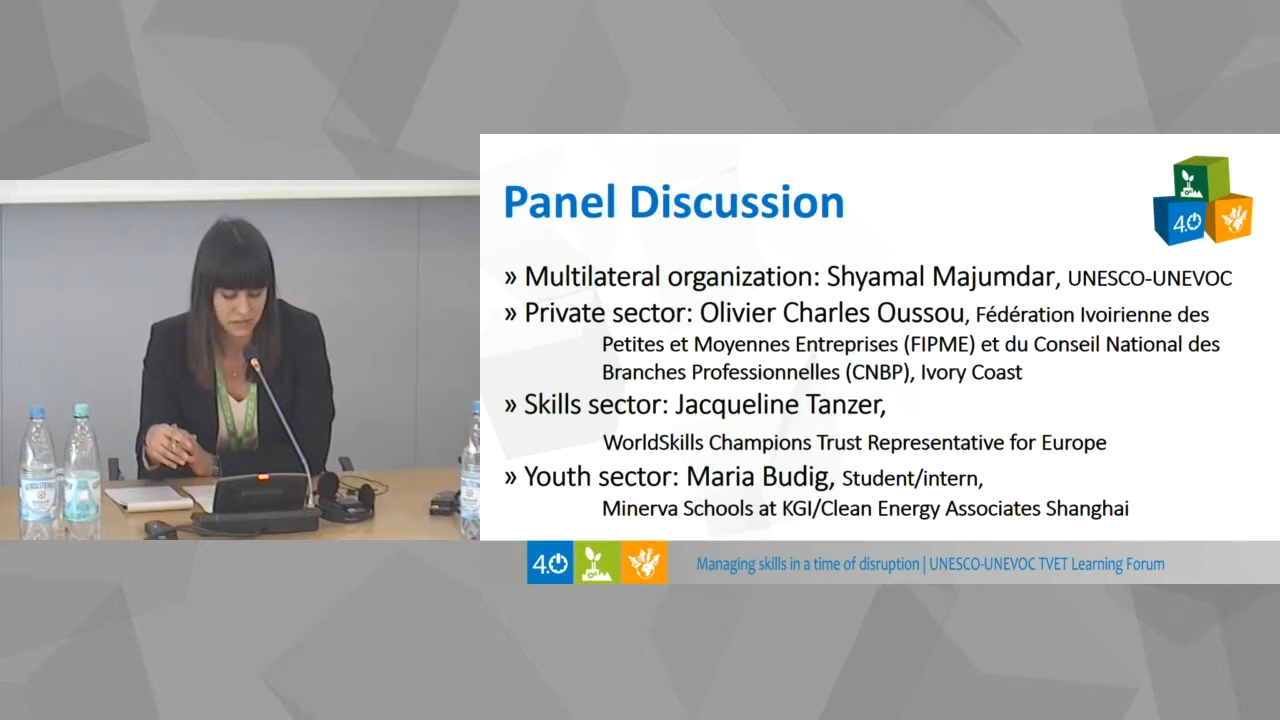 Panel Discussion
4.0
» Multilateral organization: Shyamal Majumdar, UNESCO-UNEVOC
» Private sector: Olivier Charles Oussou, Fédération Ivoirienne des
Petites et Moyennes Entreprises (FIPME) et du Conseil National des
Branches Professionnelles (CNBP), Ivory Coast
» Skills sector: Jacqueline Tanzer,
WorldSkills Champions Trust Representative for Europe
» Youth sector: Maria Budig, Student/intern,
Minerva Schools at KGI/Clean Energy Associates Shanghai
4.0
Managing skills in a time of disruption | UNESCO-UNEVOC TVET Learning Forum